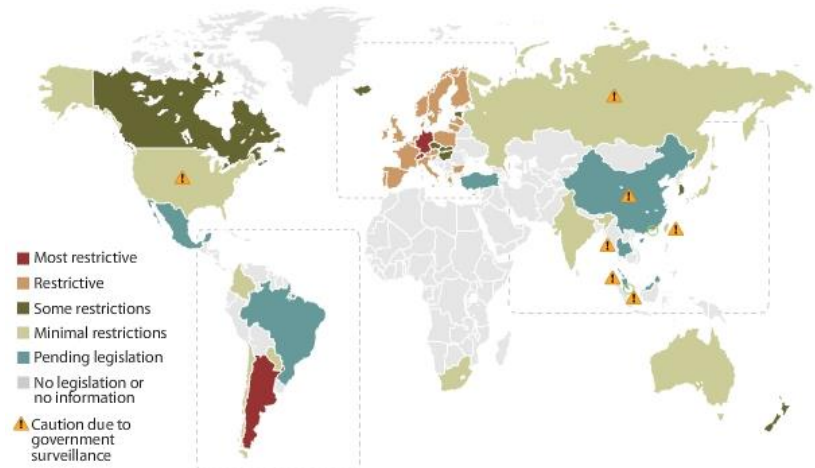 Most restrictive
Restrictive
Some restrictions
Minimal restrictions
Pending legislation
No legislation or
no information
Caution due to
government
surveillance